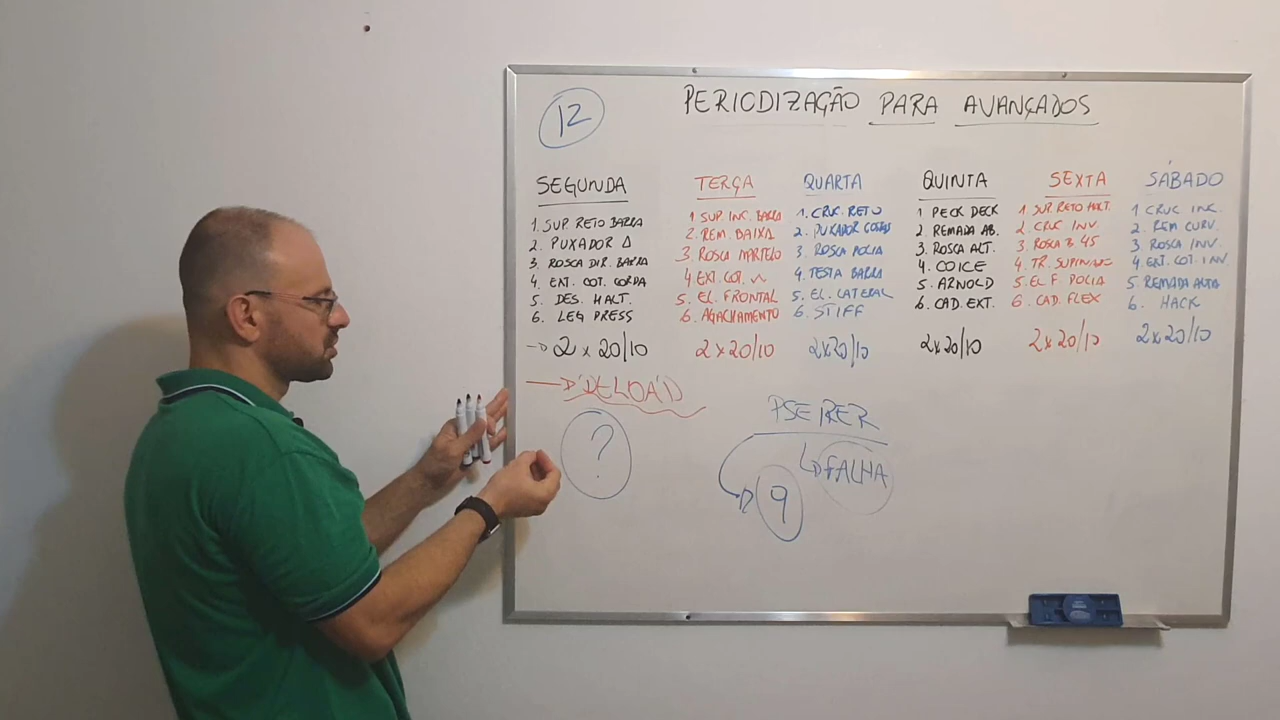 12
PERIODIZAÇÃO PARA AVANÇADOS
SEGUNDA
1. SUP. RETO BARRA
2. PUXADOR Δ
3. ROSCA DIR. BARRA
4. EXT. COT. CORDA
5. DES. HALT.
6. LEG PRESS
2 x 20/10
TERÇA
1 SUP. INC. BARRA
2. REM. BAIXA
3. ROSCA MARTELO
4. EXT. COT. ^
5. EL. FRONTAL
6. AGACHAMENTO
2 x 20/10
QUARTA
1. CRUC. RETO
2. PUXADOR COSTAS
3. ROSCA POLIA
4. TESTA BARRA
5. EL. LATERAL
6. STIFF
2x20/10
QUINTA
1 PECK DECK
2. REMADA AB.
3. ROSCA ALT.
4. COICE
5. ARNOLD
6. CAD. EXT.
2x20/10
SEXTA
1 SUP. RETO HALT.
2 CRUC INV.
3 ROSCA B 45
4 TR. SUPINADO
5 EL F POLIA
6 CAD. FLEX
2x20/10
SÁBADO
1 CRUC INC.
2. REM CURV.
3 ROSCA INV.
4. EXT. COT. INV.
5. REMADA ALTA
6. HACK
2x20/10
DELOAD
?
PSE RER
FALHA
9